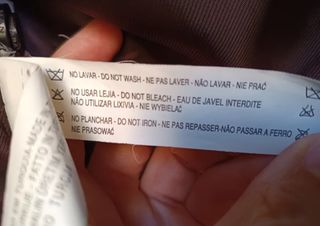 NO LAVAR - DO NOT WASH - NE PAS LAVER - NÃO LAVAR - NIE PRAĆ
NO USAR LEJIA - DO NOT BLEACH - EAU DE JAVEL INTERDITE
NÃO UTILIZAR LIXIVIA - NIE WYBIELAĆ
NO PLANCHAR - DO NOT IRON - NE PAS REPASSER-NÃO PASSAR A FERRO
NIE PRASOWAĆ